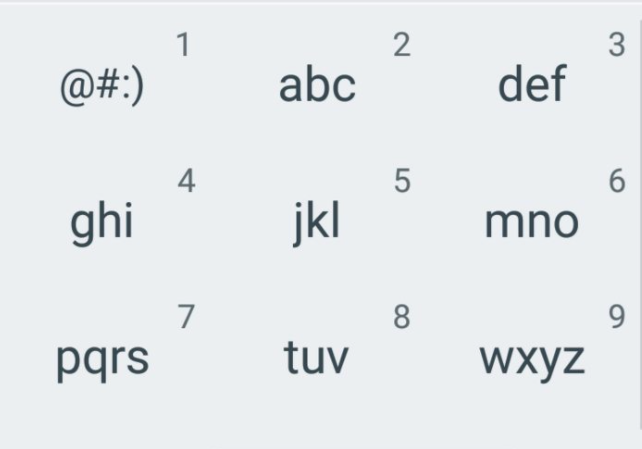 1 2 3
@#:) abc def
4 5 6
ghi jkl mno
7 8 9
pqrs tuv wxyz